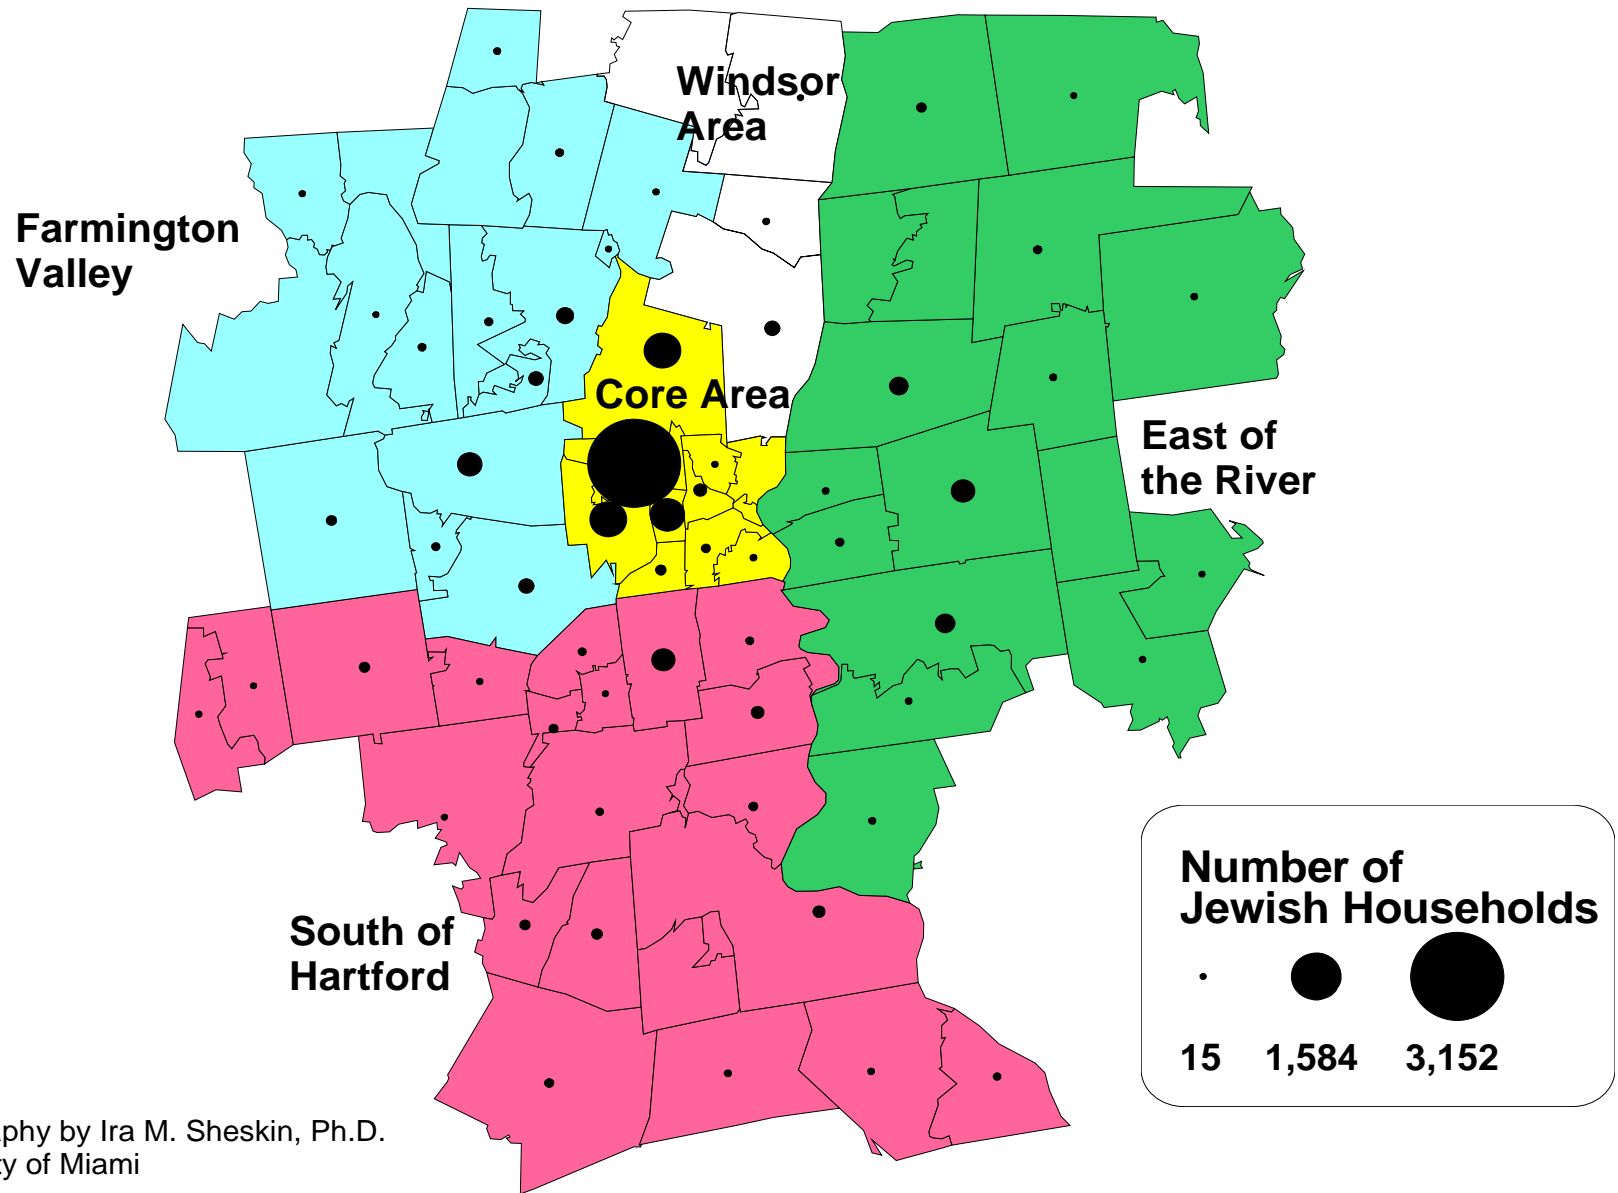 Windsor
Area
Farmington
Valley
Core Area
East of
the River
South of
Hartford
Number of
Jewish Households
15 1,584 3,152
phy by Ira M. Sheskin, Ph.D.
ty of Miami